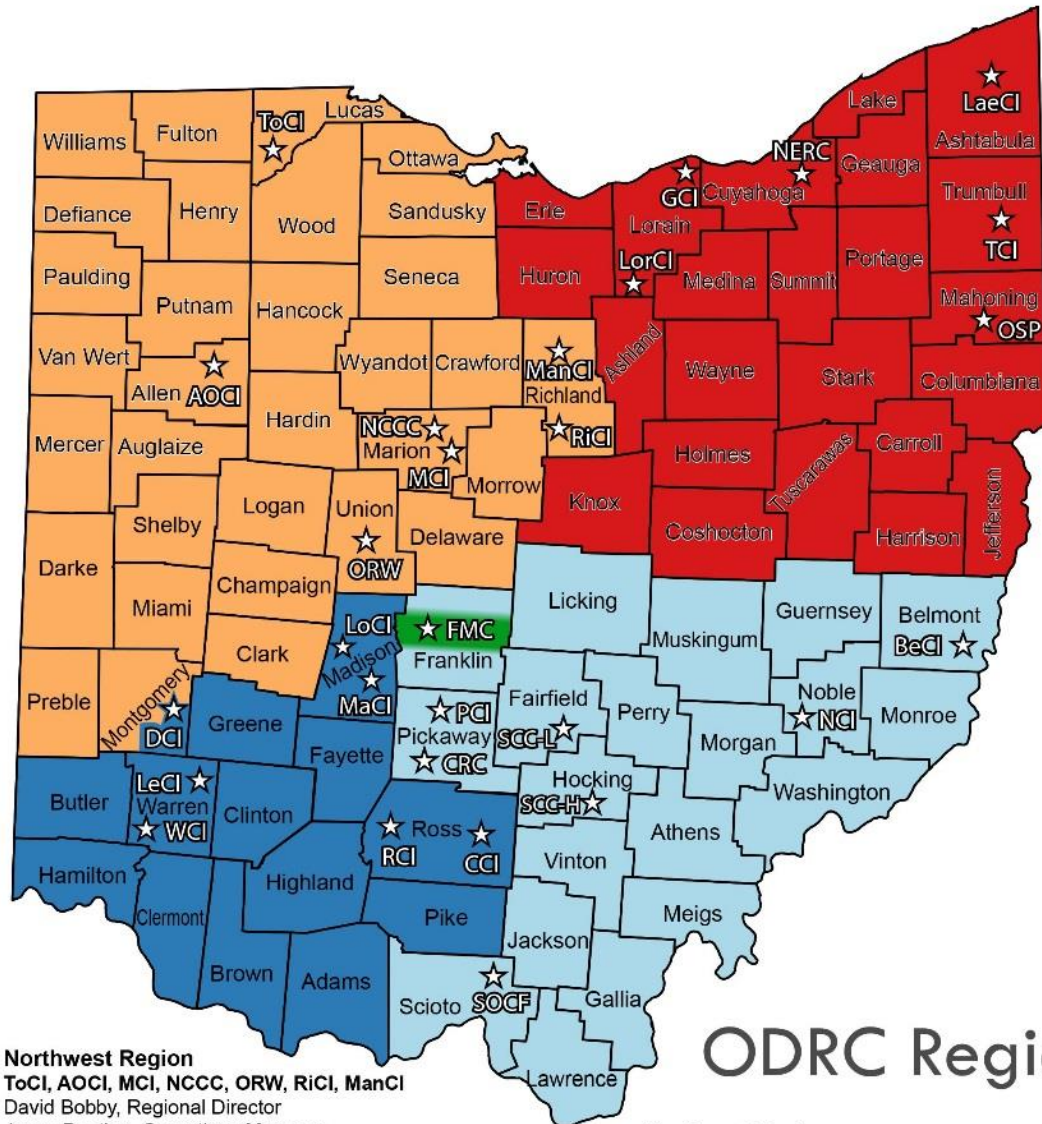 Williams
Fulton
ToCI
Lucas
Ottawa
Defiance
Henry
Wood
Sandusky
Paulding
Putnam
Hancock
Seneca
Van Wert
Allen
AOCI
Wyandot
Crawford
ManCI
Richland
RiCI
Hardin
Mercer
Auglaize
NCCC
Marion
MCI
Morrow
Logan
Union
ORW
Delaware
Shelby
Darke
Champaign
Miami
Clark
Preble
Montgomery
DCI
Erie
Huron
GCI
Lorain
LorCI
NERC
Cuyahoga
Lake
Geauga
LaeCI
Ashtabula
Trumbull
TCI
Medina
Summit
Portage
Mahoning
OSP
Ashland
Wayne
Stark
Columbiana
Holmes
Tuscarawas
Carroll
Knox
Coshocton
Harrison
Jefferson
LoCI
Madison
MaCI
Greene
Fayette
Butler
LeCI
Warren
WCI
Clinton
Ross
RCI
CCI
Hamilton
Clermont
Highland
Pike
Brown
Adams
FMC
Franklin
Licking
Muskingum
Guernsey
Belmont
BeCI
PCI
Pickaway
CRC
Fairfield
SCC-L
Perry
Noble
NCI
Monroe
Morgan
Hocking
SCC-H
Washington
Athens
Vinton
Meigs
Jackson
Scioto
SOCF
Gallia
Lawrence
ODRC Regio
Northwest Region
ToCI, AOCI, MCI, NCCC, ORW, RiCI, ManCI
David Bobby, Regional Director